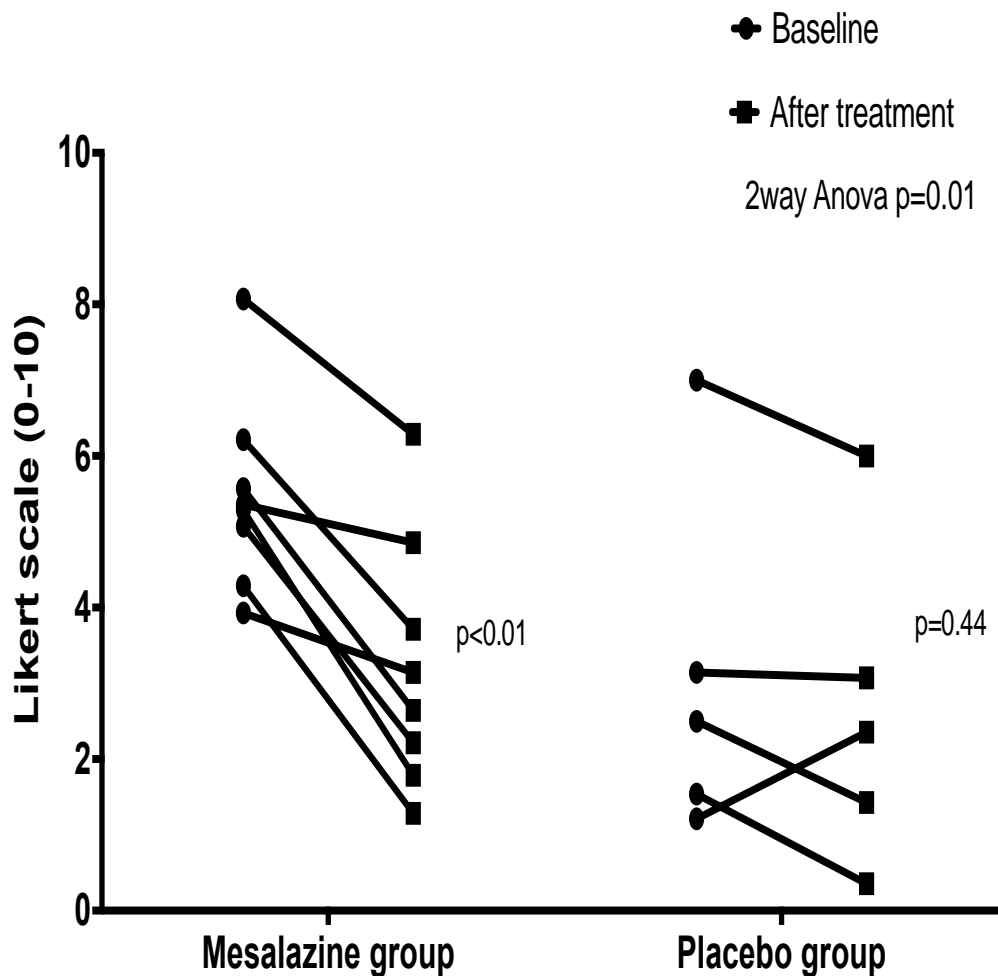 Baseline
After treatment
2way Anova p=0.01
10
8
6
4
2
0
Likert scale (0-10)
p<0.01
p=0.44
Mesalazine group
Placebo group